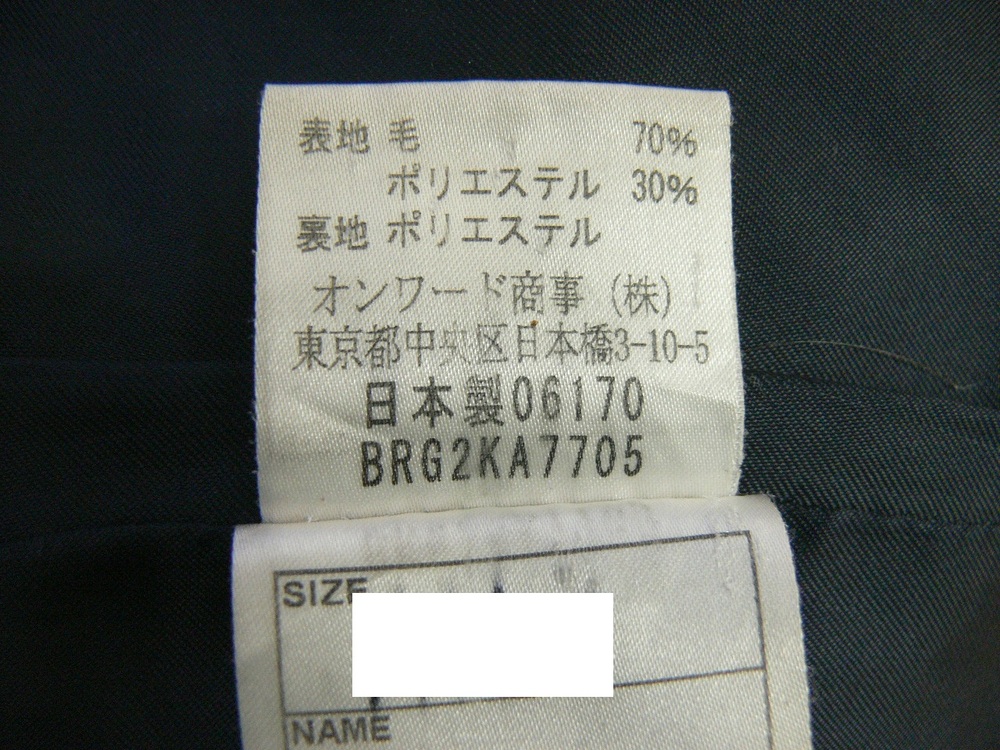 表地 毛 70%
ポリエステル 30%
裏地 ポリエステル
オンワード商事 (株)
東京都中央区日本橋3-10-5
日本製06170
BRG2KA7705
SIZE
NAME